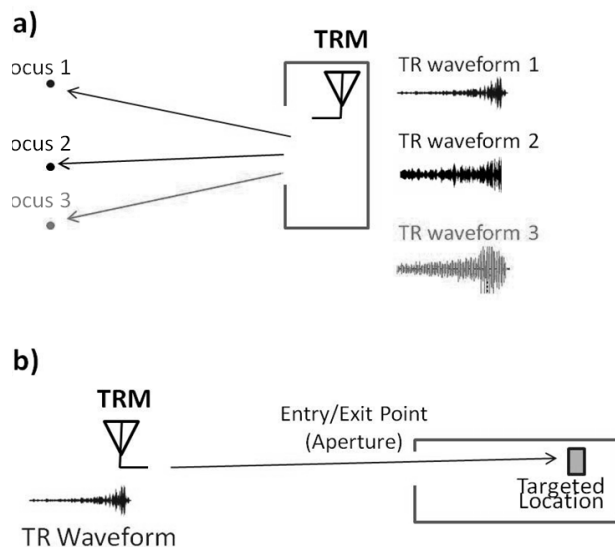 a)
TRM
ocus 1
TR waveform 1
ocus 2
TR waveform 2
ocus 3
TR waveform 3
b)
TRM
Entry/Exit Point
(Aperture)
Targeted
Location
TR Waveform